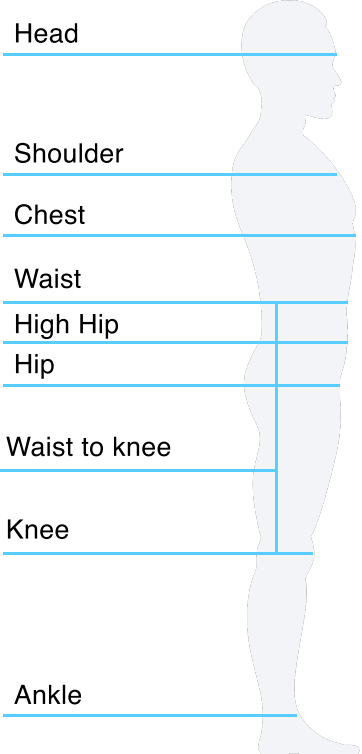 Head
Shoulder
Chest
Waist
High Hip
Hip
Waist to knee
Knee
Ankle